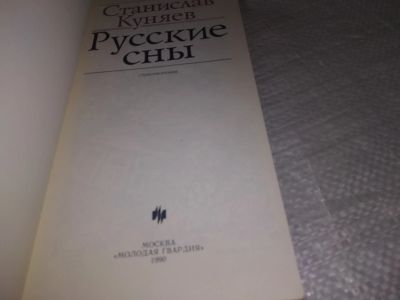 Станислав
Куняев
Русские
сны
МОСКВА
«МОЛОДАЯ ГВАРДИЯ»
1990